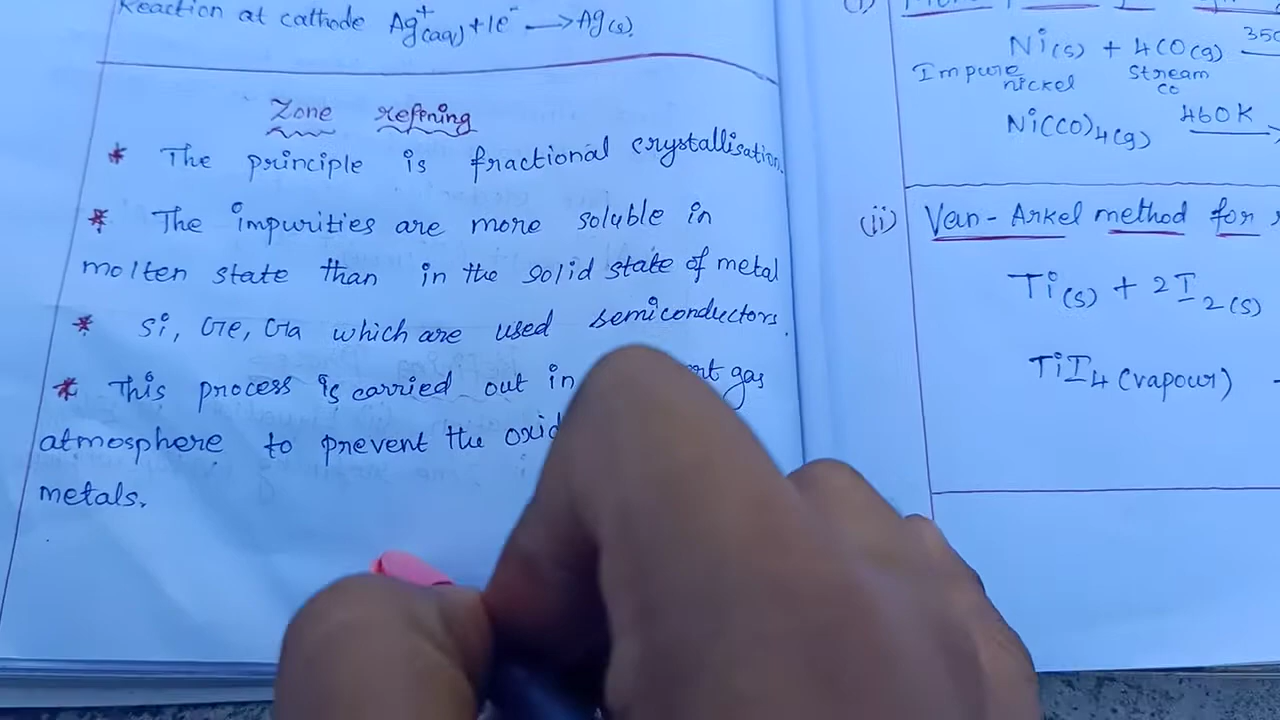 Reaction at cathode Ag⁺(aq) + 1e⁻ ⟶ Ag(s).
Zone refining
* The principle is fractional crystallisation.
* The impurities are more soluble in
molten state than in the solid state of metal
* Si, Ge, Ga which are used semiconductors.
* This process is carried out in gas
atmosphere to prevent the
metals.
(i)
Ni(s) + 4CO(g) 350
Impure nickel stream co
Ni(CO)4(g) 460K
(ii) Van-Arkel method for
Ti(s) + 2I2(s)
TiI4(vapour)